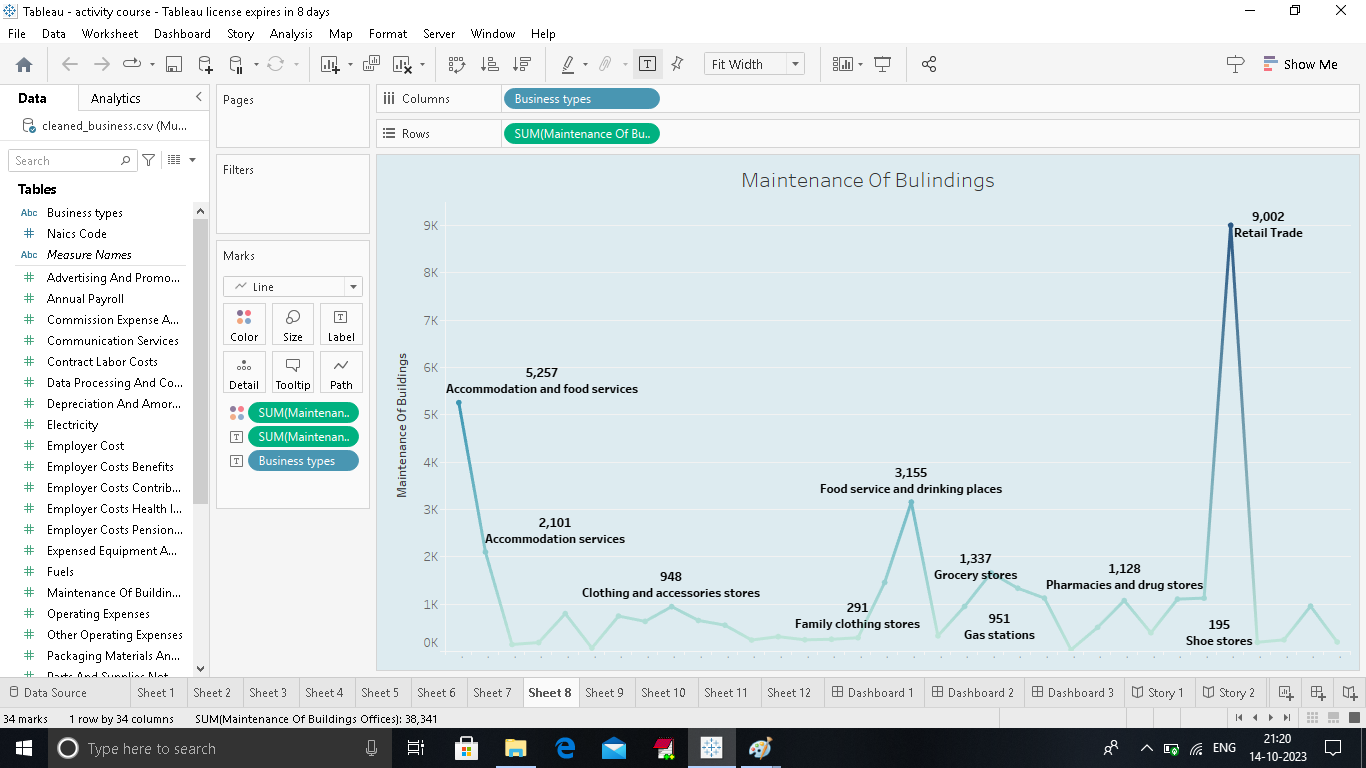 Tableau - activity course - Tableau license expires in 8 days
File Data Worksheet Dashboard Story Analysis Map Format Server Window Help
Fit Width
Show Me
Data Analytics
cleaned_business.csv (Mu...
Search
Tables
Abc Business types
# Naics Code
Abc Measure Names
# Advertising And Promo...
# Annual Payroll
# Commission Expense A...
# Communication Services
# Contract Labor Costs
# Data Processing And Co...
# Depreciation And Amor...
# Electricity
# Employer Cost
# Employer Costs Benefits
# Employer Costs Contrib...
# Employer Costs Health I...
# Employer Costs Pension...
# Expensed Equipment A...
# Fuels
# Maintenance Of Buildin...
# Operating Expenses
# Other Operating Expenses
# Packaging Materials An...
# Parts And Supplies Not
Pages
Filters
Marks
Line
Color Size Label
Detail Tooltip Path
SUM(Maintenan..
SUM(Maintenan..
Business types
Columns Business types
Rows SUM(Maintenance Of Bu..
Maintenance Of Bulindings
Maintenance Of Buildings
9K
8K
7K
6K
5K
4K
3K
2K
1K
0K
5,257
Accommodation and food services
2,101
Accommodation services
948
Clothing and accessories stores
291
Family clothing stores
3,155
Food service and drinking places
1,337
Grocery stores
951
Gas stations
1,128
Pharmacies and drug stores
195
Shoe stores
9,002
Retail Trade
Data Source Sheet 1 Sheet 2 Sheet 3 Sheet 4 Sheet 5 Sheet 6 Sheet 7 Sheet 8 Sheet 9 Sheet 10 Sheet 11 Sheet 12 Dashboard 1 Dashboard 2 Dashboard 3 Story 1 Story 2
34 marks 1 row by 34 columns SUM(Maintenance Of Buildings Offices): 38,341
Type here to search
ENG
21:20
14-10-2023